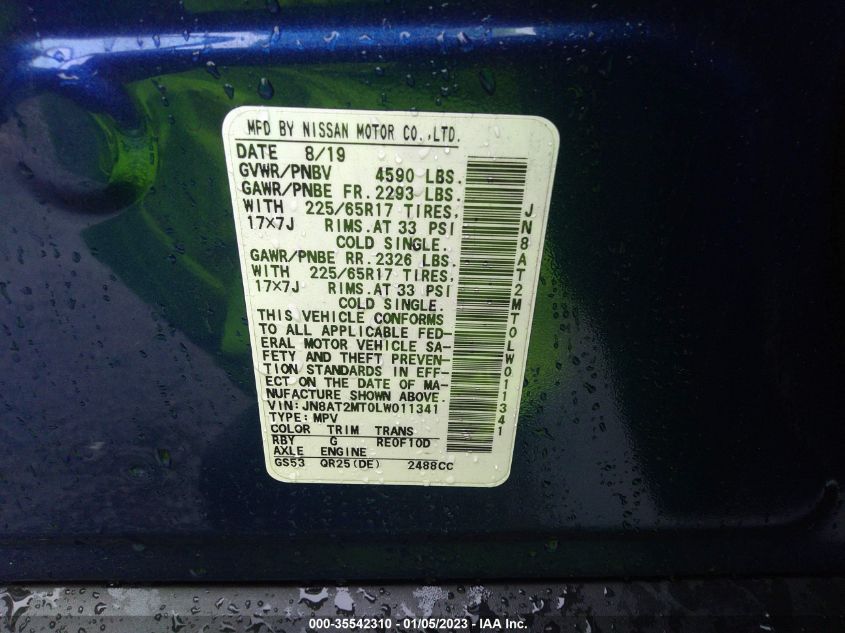 MFD BY NISSAN MOTOR CO.,LTD.
DATE 8/19
GVWR/PNBV 4590 LBS.
GAWR/PNBE FR. 2293 LBS.
WITH 225/65R17 TIRES,
17×7J RIMS. AT 33 PSI
COLD SINGLE.
GAWR/PNBE RR. 2326 LBS.
WITH 225/65R17 TIRES,
17×7J RIMS. AT 33 PSI
COLD SINGLE.
THIS VEHICLE CONFORMS
TO ALL APPLICABLE FED-
ERAL MOTOR VEHICLE SA-
FETY AND THEFT PREVEN-
TION STANDARDS IN EFF-
ECT ON THE DATE OF MA-
NUFACTURE SHOWN ABOVE.
VIN: JN8AT2MT0LW011341
TYPE: MPV
COLOR TRIM TRANS
RBY G RE0F10D
AXLE ENGINE
GS53 QR25(DE) 2488CC
JN8AT2MT0LW011341
000-35542310 - 01/05/2023 - IAA Inc.